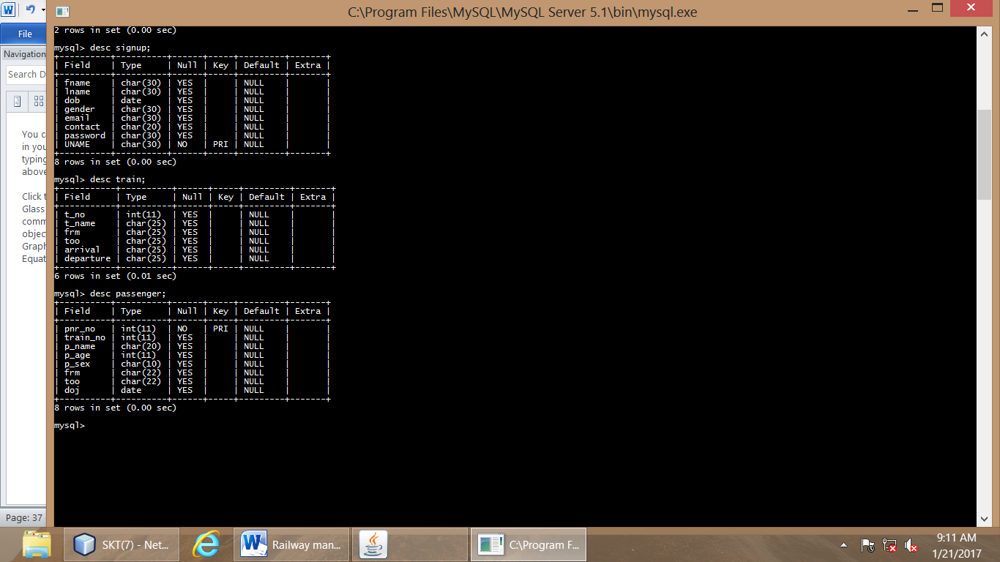 C:\Program Files\MySQL\MySQL Server 5.1\bin\mysql.exe
File
Navigation
Search D
You c
in you
typing
above
Click t
Glass
comm
object
Graph
Equat
Page: 37
2 rows in set (0.00 sec)
mysql> desc signup;
+----------+----------+------+-----+---------+-------+
| Field    | Type     | Null | Key | Default | Extra |
+----------+----------+------+-----+---------+-------+
| fname    | char(30) | YES  |     | NULL    |       |
| lname    | char(30) | YES  |     | NULL    |       |
| dob      | date     | YES  |     | NULL    |       |
| gender   | char(30) | YES  |     | NULL    |       |
| email    | char(30) | YES  |     | NULL    |       |
| contact  | char(20) | YES  |     | NULL    |       |
| password | char(30) | YES  |     | NULL    |       |
| UNAME    | char(30) | NO   | PRI | NULL    |       |
+----------+----------+------+-----+---------+-------+
8 rows in set (0.00 sec)
mysql> desc train;
+-----------+----------+------+-----+---------+-------+
| Field     | Type     | Null | Key | Default | Extra |
+-----------+----------+------+-----+---------+-------+
| t_no      | int(11)  | YES  |     | NULL    |       |
| t_name    | char(25) | YES  |     | NULL    |       |
| frm       | char(25) | YES  |     | NULL    |       |
| too       | char(25) | YES  |     | NULL    |       |
| arrival   | char(25) | YES  |     | NULL    |       |
| departure | char(25) | YES  |     | NULL    |       |
+-----------+----------+------+-----+---------+-------+
6 rows in set (0.01 sec)
mysql> desc passenger;
+----------+----------+------+-----+---------+-------+
| Field    | Type     | Null | Key | Default | Extra |
+----------+----------+------+-----+---------+-------+
| pnr_no   | int(11)  | NO   | PRI | NULL    |       |
| train_no | int(11)  | YES  |     | NULL    |       |
| p_name   | char(20) | YES  |     | NULL    |       |
| p_age    | int(11)  | YES  |     | NULL    |       |
| p_sex    | char(10) | YES  |     | NULL    |       |
| frm      | char(22) | YES  |     | NULL    |       |
| too      | char(22) | YES  |     | NULL    |       |
| doj      | date     | YES  |     | NULL    |       |
+----------+----------+------+-----+---------+-------+
8 rows in set (0.00 sec)
mysql>
SKT(7) - Net...
Railway man...
C:\Program F...
9:11 AM
1/21/2017